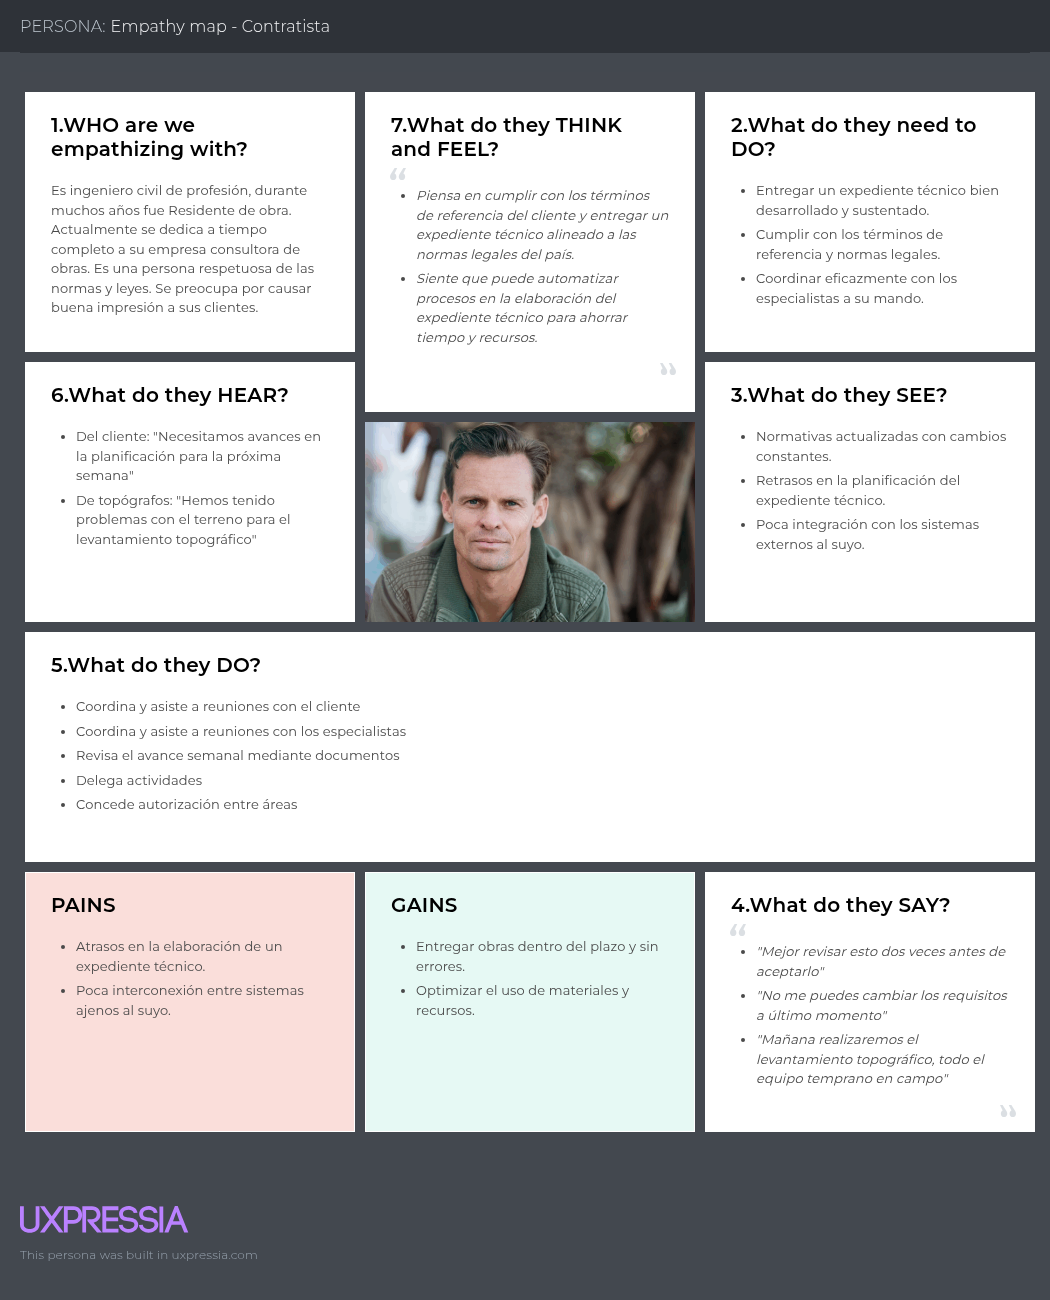 PERSONA: Empathy map - Contratista
1.WHO are we
empathizing with?
Es ingeniero civil de profesión, durante
muchos años fue Residente de obra.
Actualmente se dedica a tiempo
completo a su empresa consultora de
obras. Es una persona respetuosa de las
normas y leyes. Se preocupa por causar
buena impresión a sus clientes.
7.What do they THINK
and FEEL?
“
• Piensa en cumplir con los términos
de referencia del cliente y entregar un
expediente técnico alineado a las
normas legales del país.
• Siente que puede automatizar
procesos en la elaboración del
expediente técnico para ahorrar
tiempo y recursos.
”
2.What do they need to
DO?
• Entregar un expediente técnico bien
desarrollado y sustentado.
• Cumplir con los términos de
referencia y normas legales.
• Coordinar eficazmente con los
especialistas a su mando.
6.What do they HEAR?
• Del cliente: "Necesitamos avances en
la planificación para la próxima
semana"
• De topógrafos: "Hemos tenido
problemas con el terreno para el
levantamiento topográfico"
3.What do they SEE?
• Normativas actualizadas con cambios
constantes.
• Retrasos en la planificación del
expediente técnico.
• Poca integración con los sistemas
externos al suyo.
5.What do they DO?
• Coordina y asiste a reuniones con el cliente
• Coordina y asiste a reuniones con los especialistas
• Revisa el avance semanal mediante documentos
• Delega actividades
• Concede autorización entre áreas
PAINS
• Atrasos en la elaboración de un
expediente técnico.
• Poca interconexión entre sistemas
ajenos al suyo.
GAINS
• Entregar obras dentro del plazo y sin
errores.
• Optimizar el uso de materiales y
recursos.
4.What do they SAY?
“
• "Mejor revisar esto dos veces antes de
aceptarlo"
• "No me puedes cambiar los requisitos
a último momento"
• "Mañana realizaremos el
levantamiento topográfico, todo el
equipo temprano en campo"
”
UXPRESSIA
This persona was built in uxpressia.com